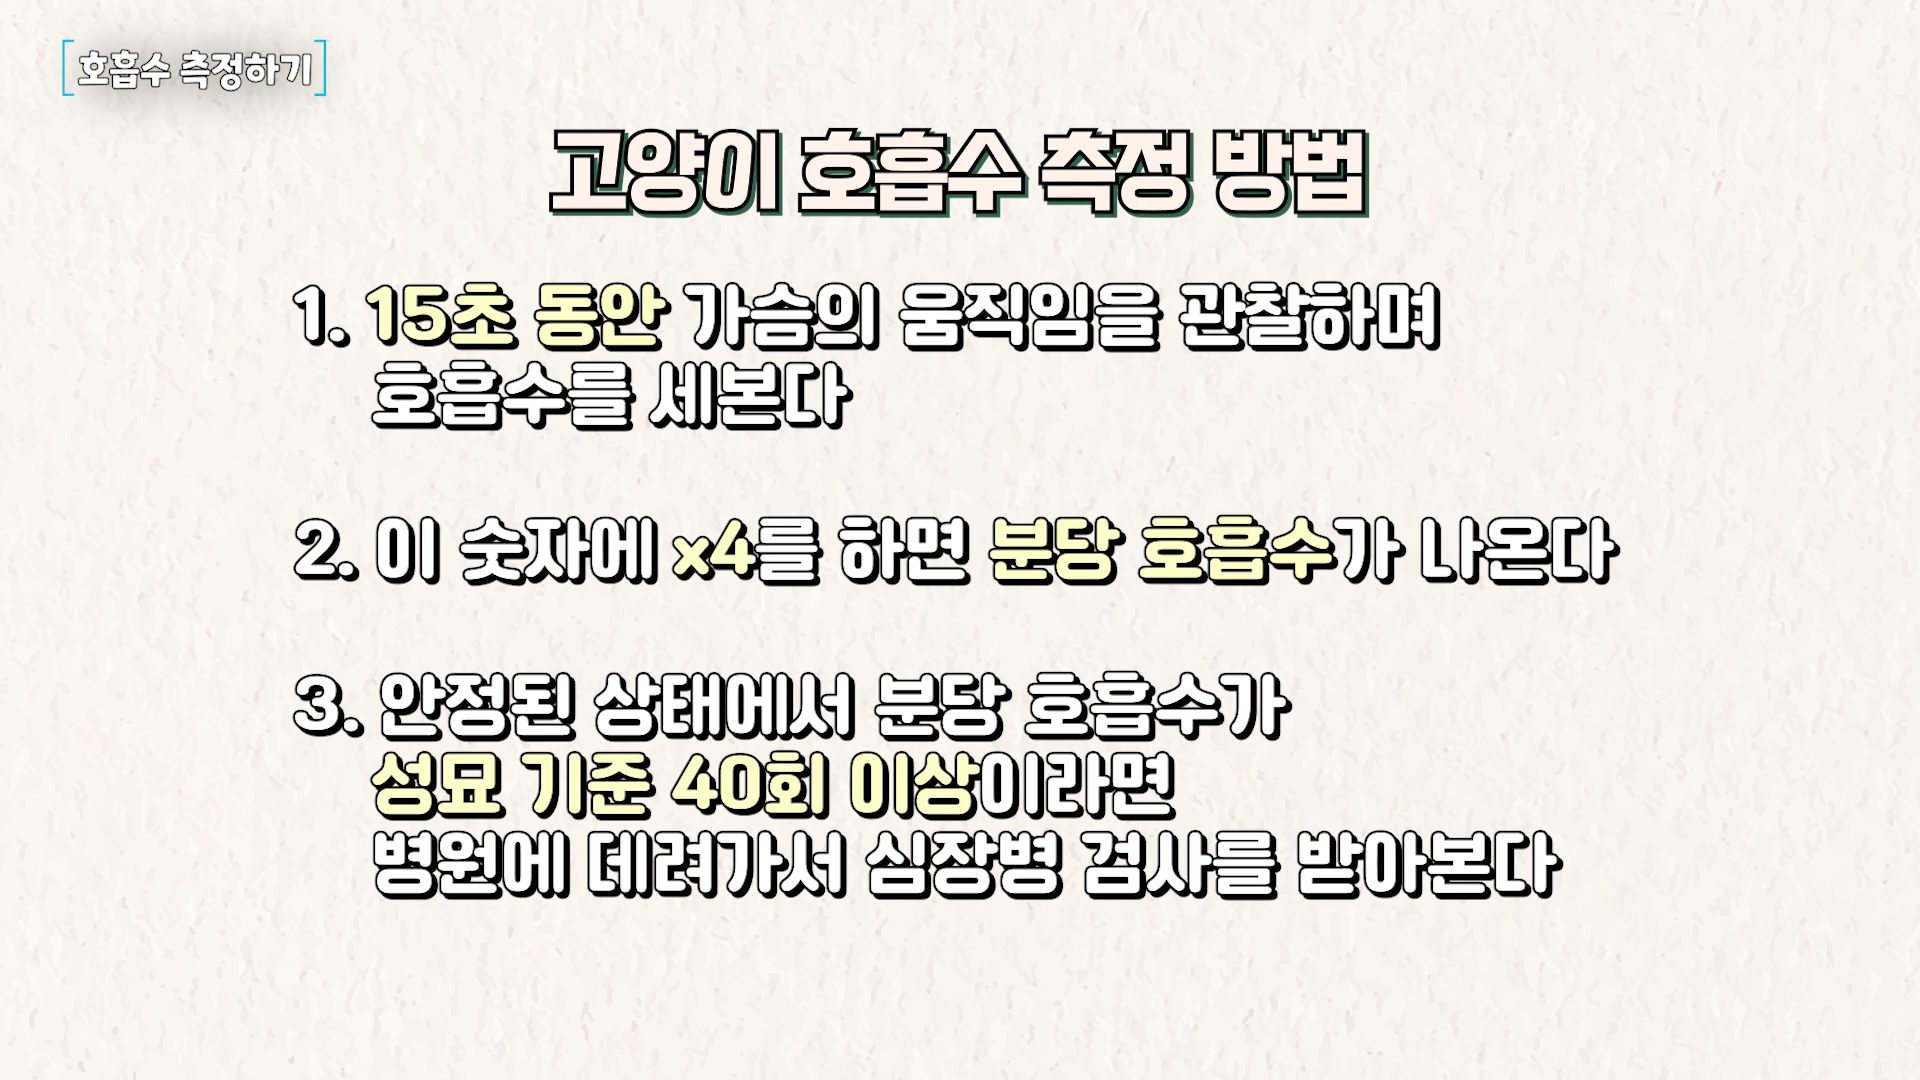 [호흡수 측정하기]
고양이 호흡수 측정 방법
1. 15초 동안 가슴의 움직임을 관찰하며
호흡수를 세본다
2. 이 숫자에 x4를 하면 분당 호흡수가 나온다
3. 안정된 상태에서 분당 호흡수가
성묘 기준 40회 이상이라면
병원에 데려가서 심장병 검사를 받아본다